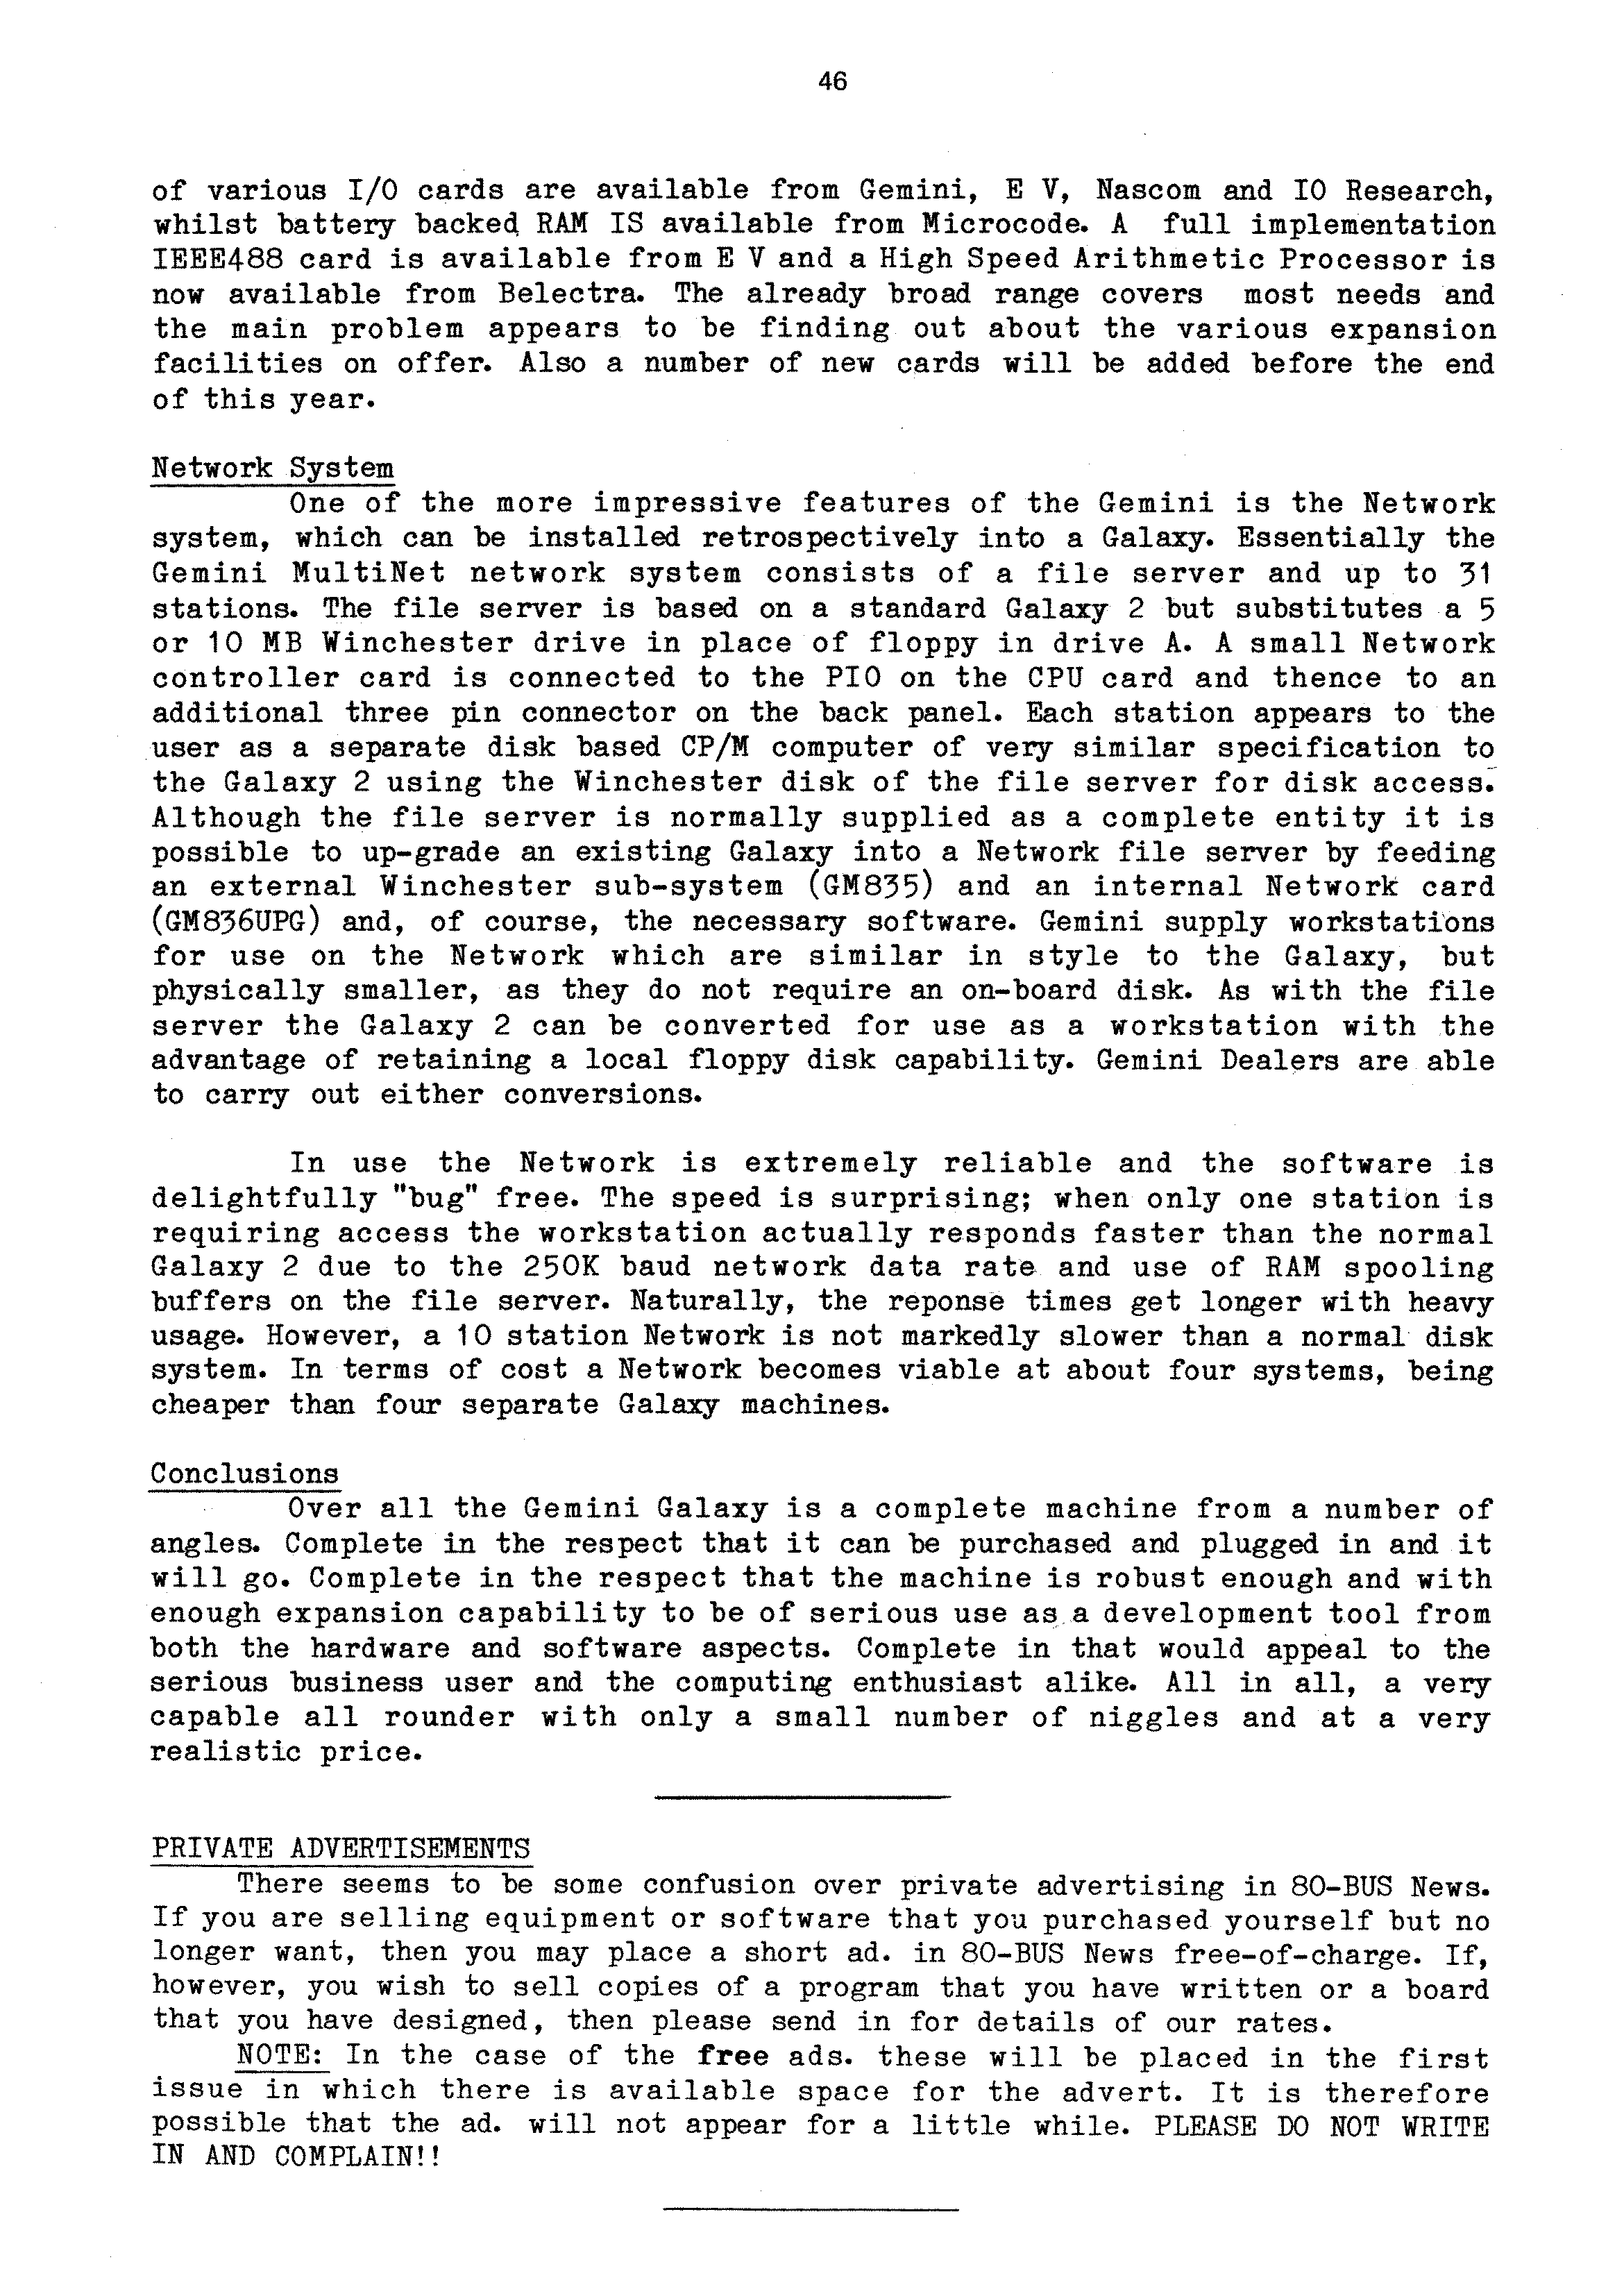 46
of various I/O cards are available from Gemini, E V, Nascom and IO Research,
whilst battery backed RAM IS available from Microcode. A full implementation
IEEE488 card is available from E V and a High Speed Arithmetic Processor is
now available from Belectra. The already broad range covers most needs and
the main problem appears to be finding out about the various expansion
facilities on offer. Also a number of new cards will be added before the end
of this year.
Network System
One of the more impressive features of the Gemini is the Network
system, which can be installed retrospectively into a Galaxy. Essentially the
Gemini MultiNet network system consists of a file server and up to 31
stations. The file server is based on a standard Galaxy 2 but substitutes a 5
or 10 MB Winchester drive in place of floppy in drive A. A small Network
controller card is connected to the PIO on the CPU card and thence to an
additional three pin connector on the back panel. Each station appears to the
user as a separate disk based CP/M computer of very similar specification to
the Galaxy 2 using the Winchester disk of the file server for disk access.
Although the file server is normally supplied as a complete entity it is
possible to up-grade an existing Galaxy into a Network file server by feeding
an external Winchester sub-system (GM835) and an internal Network card
(GM836UPG) and, of course, the necessary software. Gemini supply workstations
for use on the Network which are similar in style to the Galaxy, but
physically smaller, as they do not require an on-board disk. As with the file
server the Galaxy 2 can be converted for use as a workstation with the
advantage of retaining a local floppy disk capability. Gemini Dealers are able
to carry out either conversions.
In use the Network is extremely reliable and the software is
delightfully "bug" free. The speed is surprising; when only one station is
requiring access the workstation actually responds faster than the normal
Galaxy 2 due to the 250K baud network data rate and use of RAM spooling
buffers on the file server. Naturally, the reponse times get longer with heavy
usage. However, a 10 station Network is not markedly slower than a normal disk
system. In terms of cost a Network becomes viable at about four systems, being
cheaper than four separate Galaxy machines.
Conclusions
Over all the Gemini Galaxy is a complete machine from a number of
angles. Complete in the respect that it can be purchased and plugged in and it
will go. Complete in the respect that the machine is robust enough and with
enough expansion capability to be of serious use as a development tool from
both the hardware and software aspects. Complete in that would appeal to the
serious business user and the computing enthusiast alike. All in all, a very
capable all rounder with only a small number of niggles and at a very
realistic price.
PRIVATE ADVERTISEMENTS
There seems to be some confusion over private advertising in 80-BUS News.
If you are selling equipment or software that you purchased yourself but no
longer want, then you may place a short ad. in 80-BUS News free-of-charge. If,
however, you wish to sell copies of a program that you have written or a board
that you have designed, then please send in for details of our rates.
NOTE: In the case of the free ads. these will be placed in the first
issue in which there is available space for the advert. It is therefore
possible that the ad. will not appear for a little while. PLEASE DO NOT WRITE
IN AND COMPLAIN!!